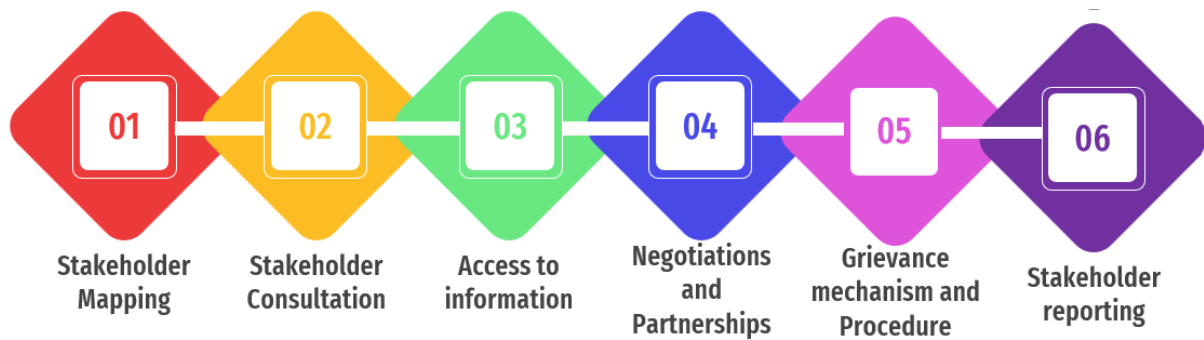 01
02
03
04
05
06
Stakeholder
Mapping
Stakeholder
Consultation
Access to
information
Negotiations
and
Partnerships
Grievance
mechanism and
Procedure
Stakeholder
reporting